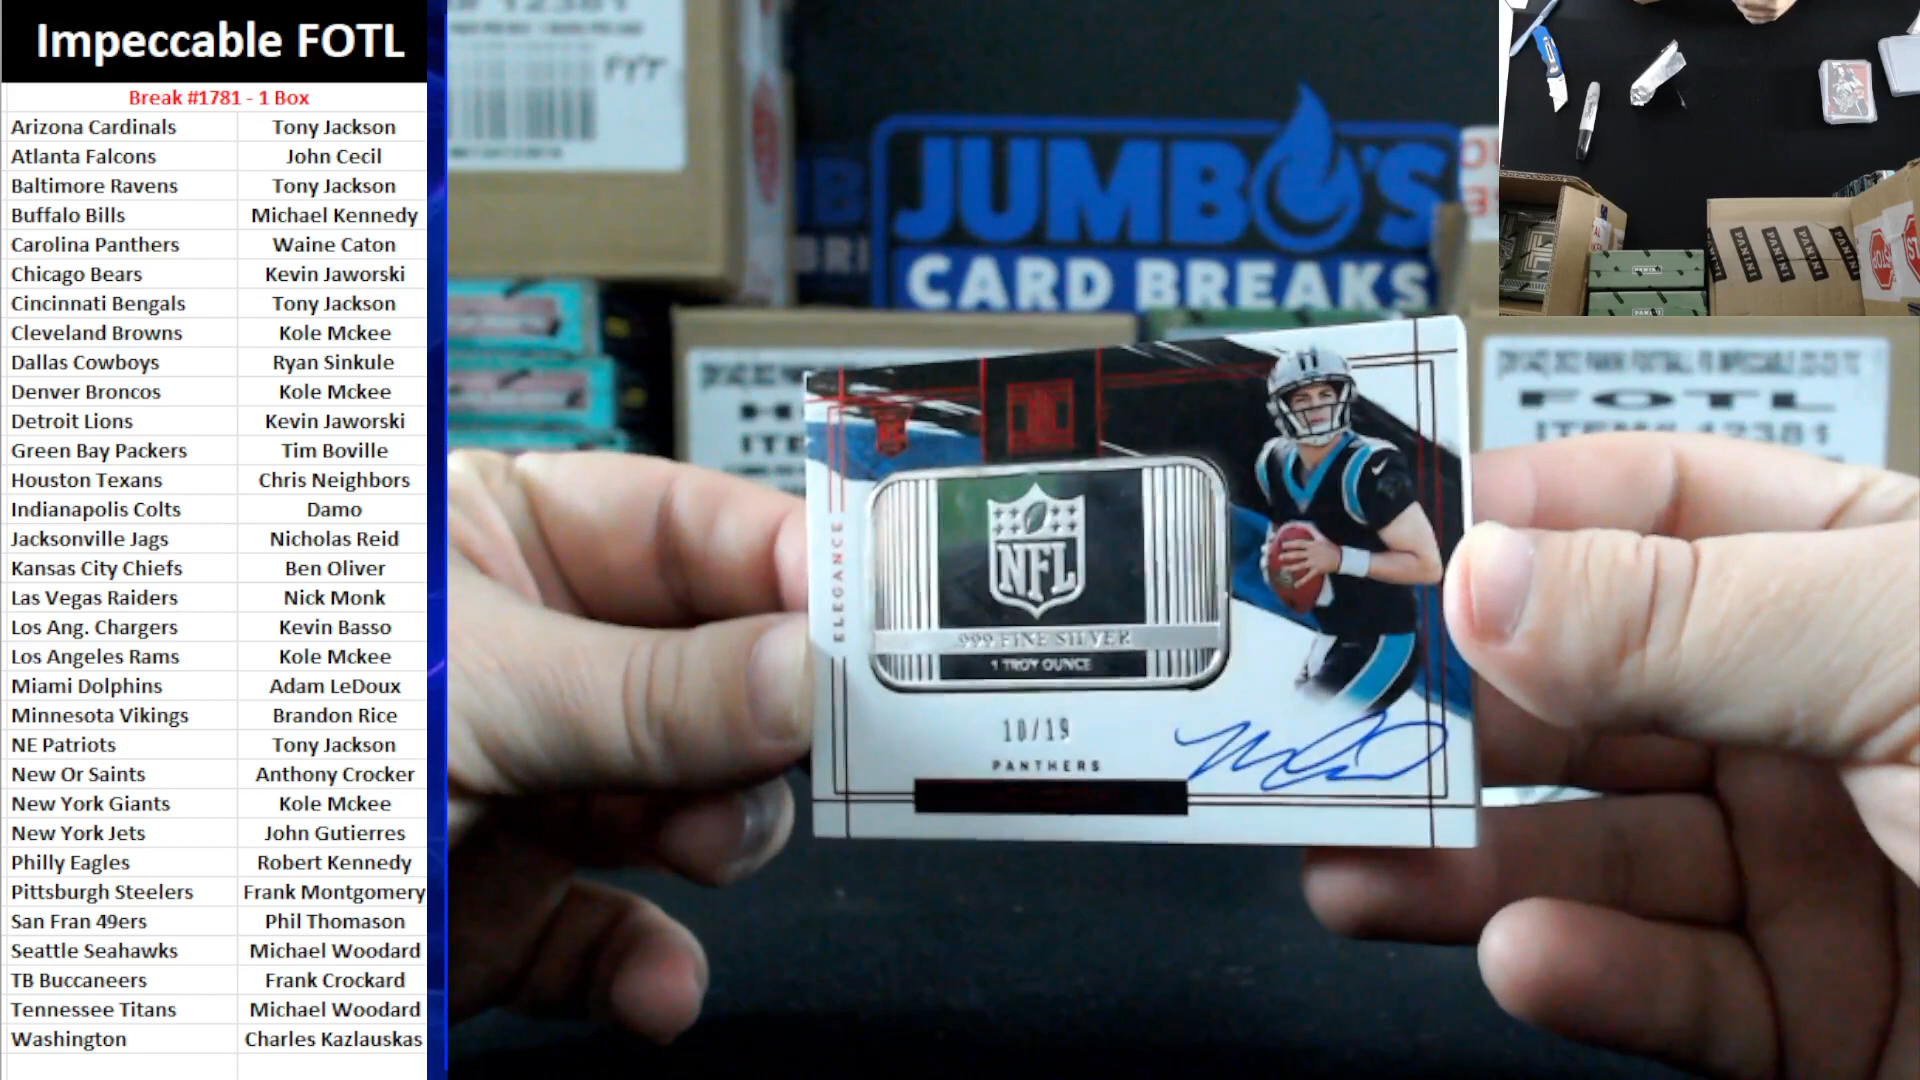 Impeccable FOTL
Break #1781 - 1 Box
Arizona Cardinals Tony Jackson
Atlanta Falcons John Cecil
Baltimore Ravens Tony Jackson
Buffalo Bills Michael Kennedy
Carolina Panthers Waine Caton
Chicago Bears Kevin Jaworski
Cincinnati Bengals Tony Jackson
Cleveland Browns Kole Mckee
Dallas Cowboys Ryan Sinkule
Denver Broncos Kole Mckee
Detroit Lions Kevin Jaworski
Green Bay Packers Tim Boville
Houston Texans Chris Neighbors
Indianapolis Colts Damo
Jacksonville Jags Nicholas Reid
Kansas City Chiefs Ben Oliver
Las Vegas Raiders Nick Monk
Los Ang. Chargers Kevin Basso
Los Angeles Rams Kole Mckee
Miami Dolphins Adam LeDoux
Minnesota Vikings Brandon Rice
NE Patriots Tony Jackson
New Or Saints Anthony Crocker
New York Giants Kole Mckee
New York Jets John Gutierres
Philly Eagles Robert Kennedy
Pittsburgh Steelers Frank Montgomery
San Fran 49ers Phil Thomason
Seattle Seahawks Michael Woodard
TB Buccaneers Frank Crockard
Tennessee Titans Michael Woodard
Washington Charles Kazlauskas
JUMBO'S
CARD BREAKS
PANINI PANINI PANINI PANINI
FOTL
ITEM# 12381
ELEGANCE
NFL
.999 FINE SILVER
1 TROY OUNCE
10/19
PANTHERS